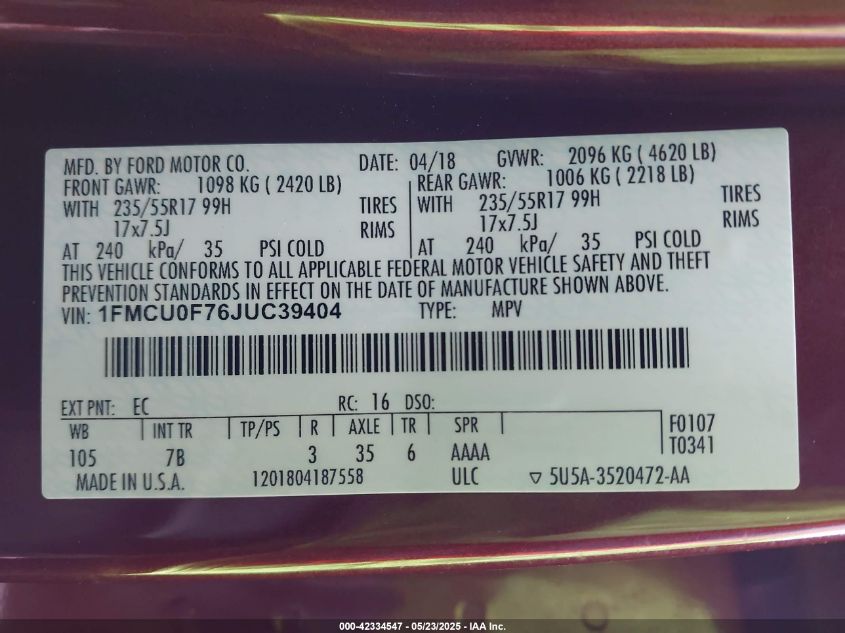 MFD. BY FORD MOTOR CO. DATE: 04/18 GVWR: 2096 KG ( 4620 LB)
FRONT GAWR: 1098 KG ( 2420 LB) REAR GAWR: 1006 KG ( 2218 LB)
WITH 235/55R17 99H TIRES WITH 235/55R17 99H TIRES
17x7.5J RIMS 17x7.5J RIMS
AT 240 kPa/ 35 PSI COLD AT 240 kPa/ 35 PSI COLD
THIS VEHICLE CONFORMS TO ALL APPLICABLE FEDERAL MOTOR VEHICLE SAFETY AND THEFT
PREVENTION STANDARDS IN EFFECT ON THE DATE OF MANUFACTURE SHOWN ABOVE.
VIN: 1FMCU0F76JUC39404 TYPE: MPV
EXT PNT: EC RC: 16 DSO:
WB INT TR TP/PS R AXLE TR SPR F0107
105 7B 3 35 6 AAAA T0341
MADE IN U.S.A. 1201804187558 ULC ▽ 5U5A-3520472-AA
000-42334547 - 05/23/2025 - IAA Inc.